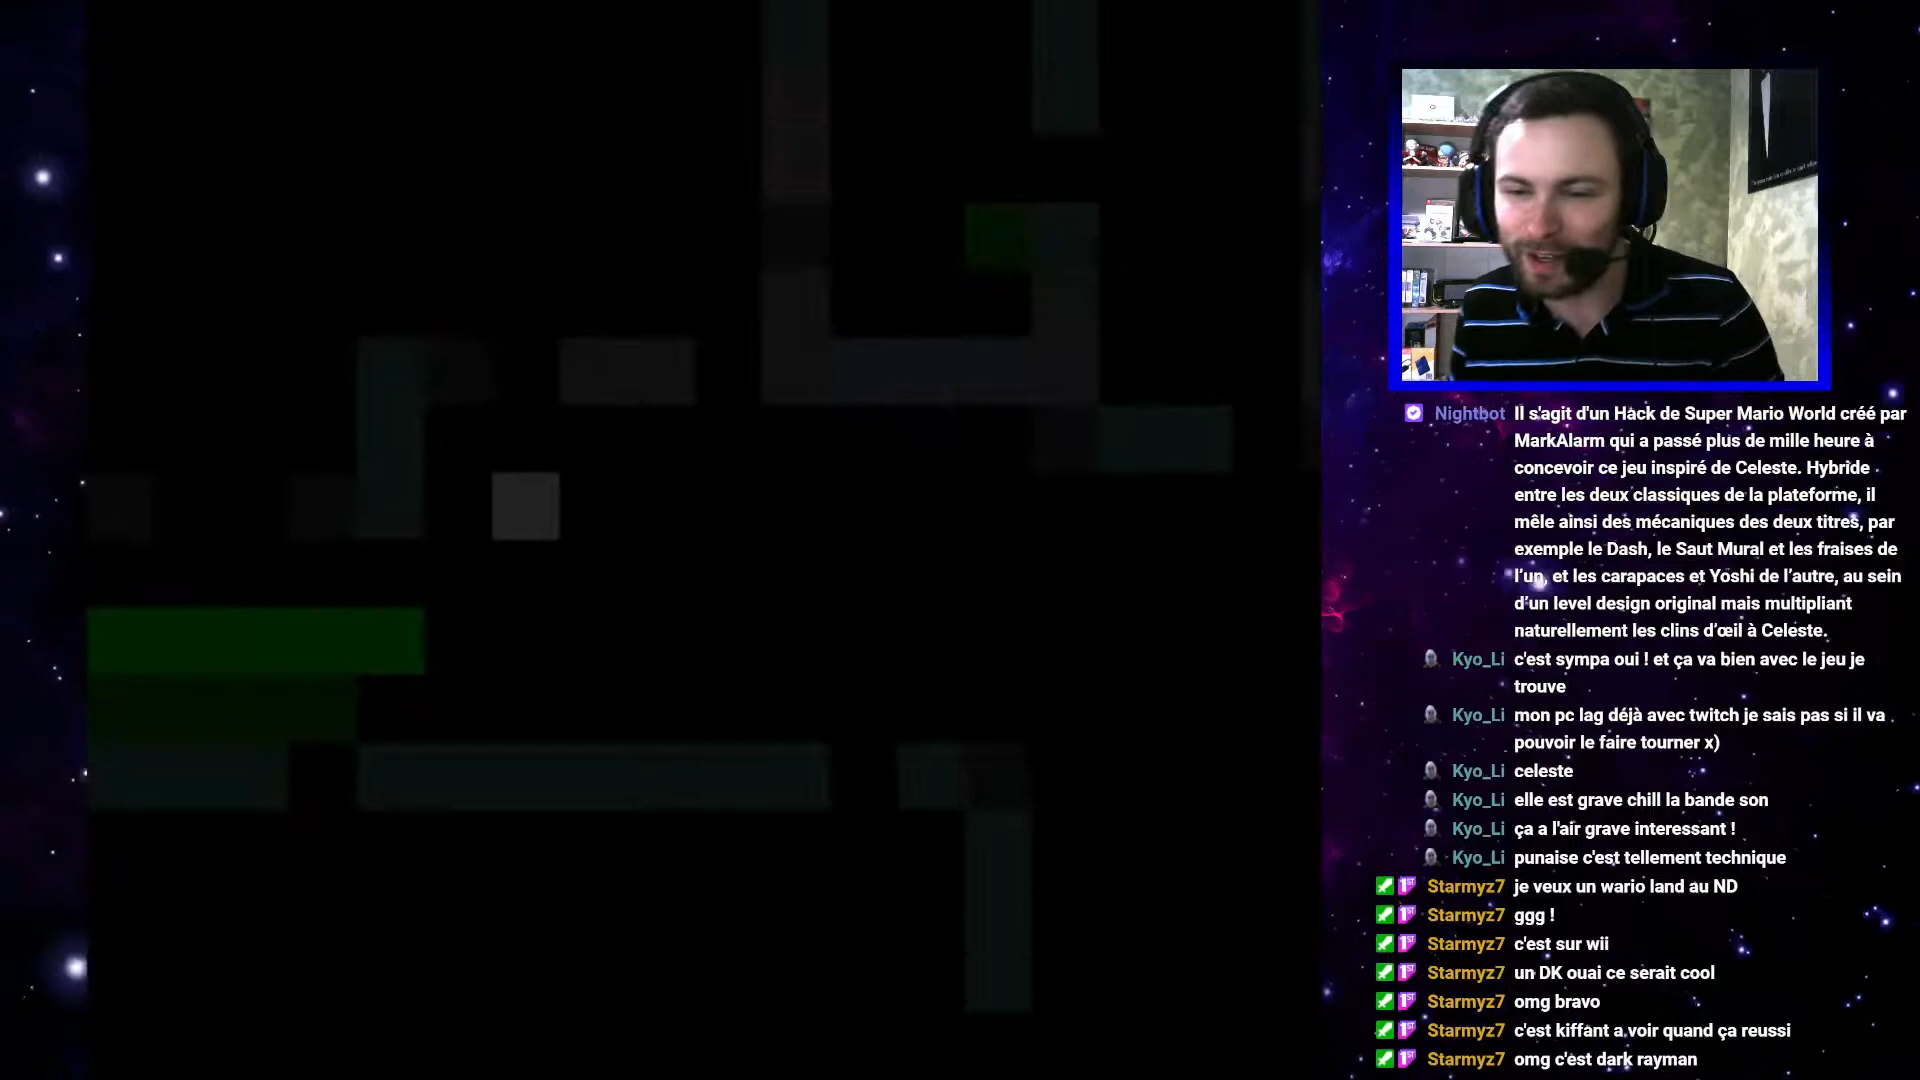 Nightbot Il s'agit d'un Hack de Super Mario World créé par
MarkAlarm qui a passé plus de mille heure à
concevoir ce jeu inspiré de Celeste. Hybride
entre les deux classiques de la plateforme, il
mêle ainsi des mécaniques des deux titres, par
exemple le Dash, le Saut Mural et les fraises de
l’un, et les carapaces et Yoshi de l’autre, au sein
d’un level design original mais multipliant
naturellement les clins d’œil à Celeste.
Kyo_Li c'est sympa oui ! et ça va bien avec le jeu je
trouve
Kyo_Li mon pc lag déjà avec twitch je sais pas si il va
pouvoir le faire tourner x)
Kyo_Li celeste
Kyo_Li elle est grave chill la bande son
Kyo_Li ça a l'air grave interessant !
Kyo_Li punaise c'est tellement technique
Starmyz7 je veux un wario land au ND
Starmyz7 ggg !
Starmyz7 c'est sur wii
Starmyz7 un DK ouai ce serait cool
Starmyz7 omg bravo
Starmyz7 c'est kiffant a voir quand ça reussi
Starmyz7 omg c'est dark rayman